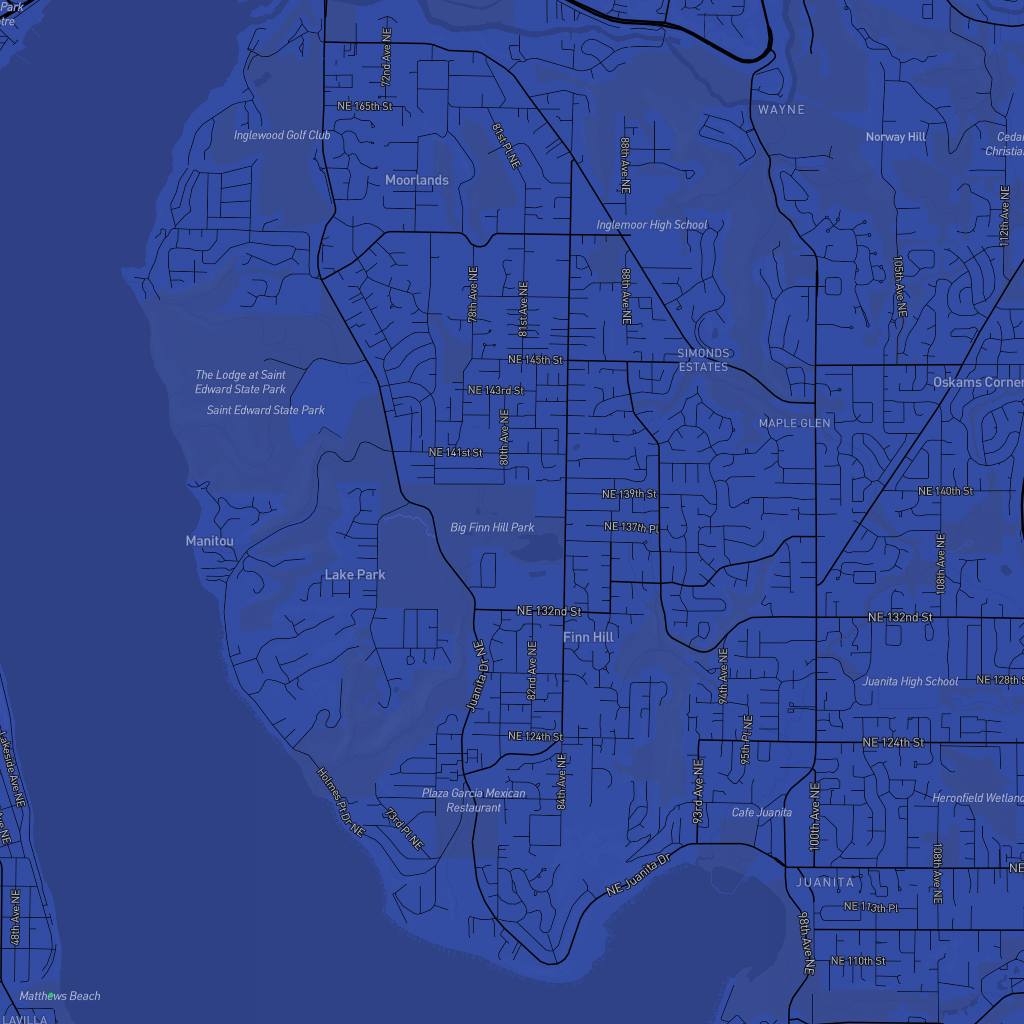 Park
tre
72nd Ave NE
NE 165th St
WAYNE
Inglewood Golf Club
81st Pl NE
88th Ave NE
Norway Hill
Cedar
Christian
Moorlands
112th Ave NE
Inglemoor High School
78th Ave NE
81st Ave NE
88th Ave NE
105th Ave NE
NE 145th St
SIMONDS
ESTATES
The Lodge at Saint
Edward State Park
NE 143rd St
Oskams Corner
Saint Edward State Park
80th Ave NE
MAPLE GLEN
NE 141st St
NE 139th St
NE 140th St
Big Finn Hill Park
NE 137th Pl
Manitou
Lake Park
108th Ave NE
NE 132nd St
NE 132nd St
Finn Hill
Juanita Dr NE
82nd Ave NE
94th Ave NE
Juanita High School
NE 128th S
NE 124th St
95th Pl NE
NE 124th St
Lakeside Ave NE
Holmes Pt Dr NE
Plaza Garcia Mexican
Restaurant
84th Ave NE
93rd Ave NE
Cafe Juanita
100th Ave NE
Heronfield Wetland
73rd Pl NE
Ave NE
NE Juanita Dr
108th Ave NE
NE
JUANITA
48th Ave NE
NE 113th Pl
98th Ave NE
NE 110th St
Matthews Beach
LAVILLA